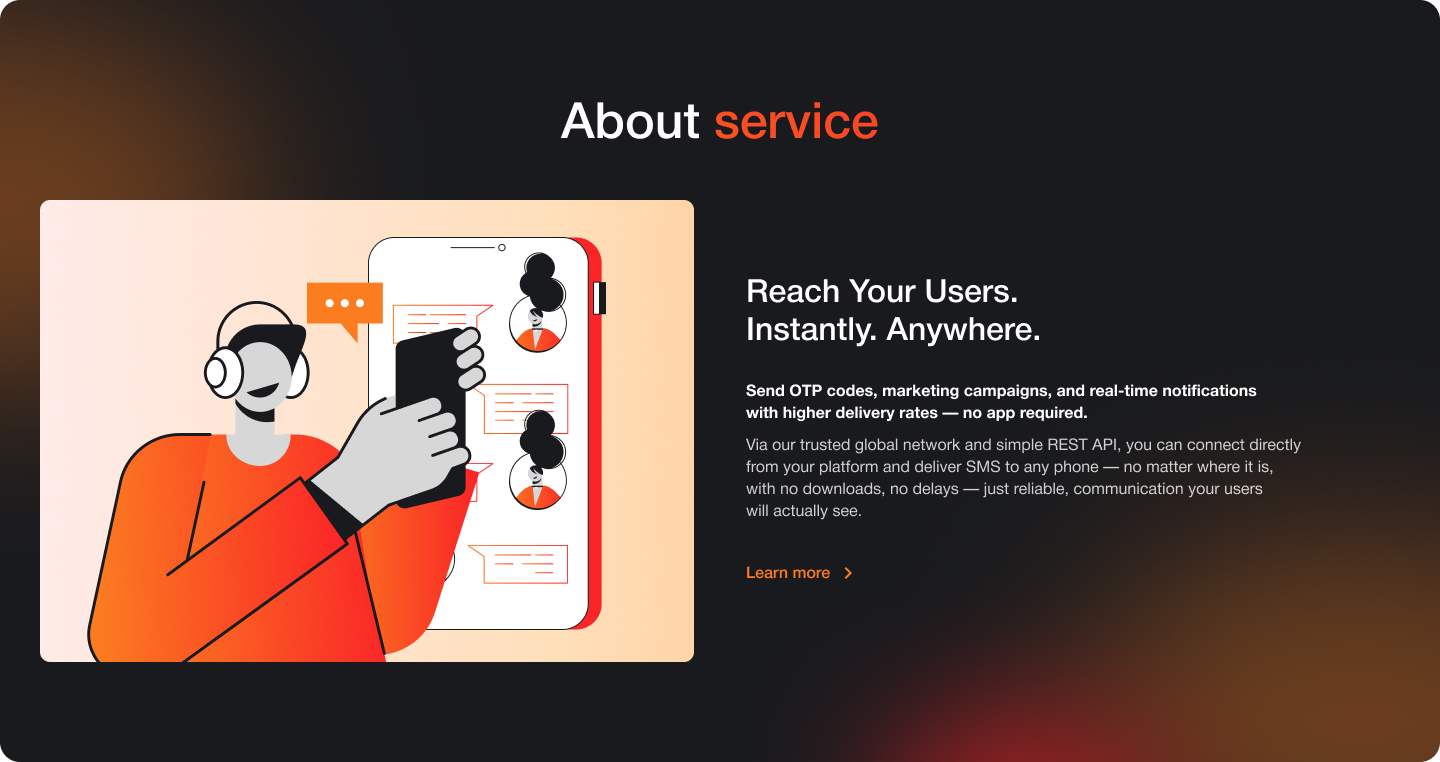 About service
Reach Your Users.
Instantly. Anywhere.
Send OTP codes, marketing campaigns, and real-time notifications
with higher delivery rates — no app required.
Via our trusted global network and simple REST API, you can connect directly
from your platform and deliver SMS to any phone — no matter where it is,
with no downloads, no delays — just reliable, communication your users
will actually see.
Learn more